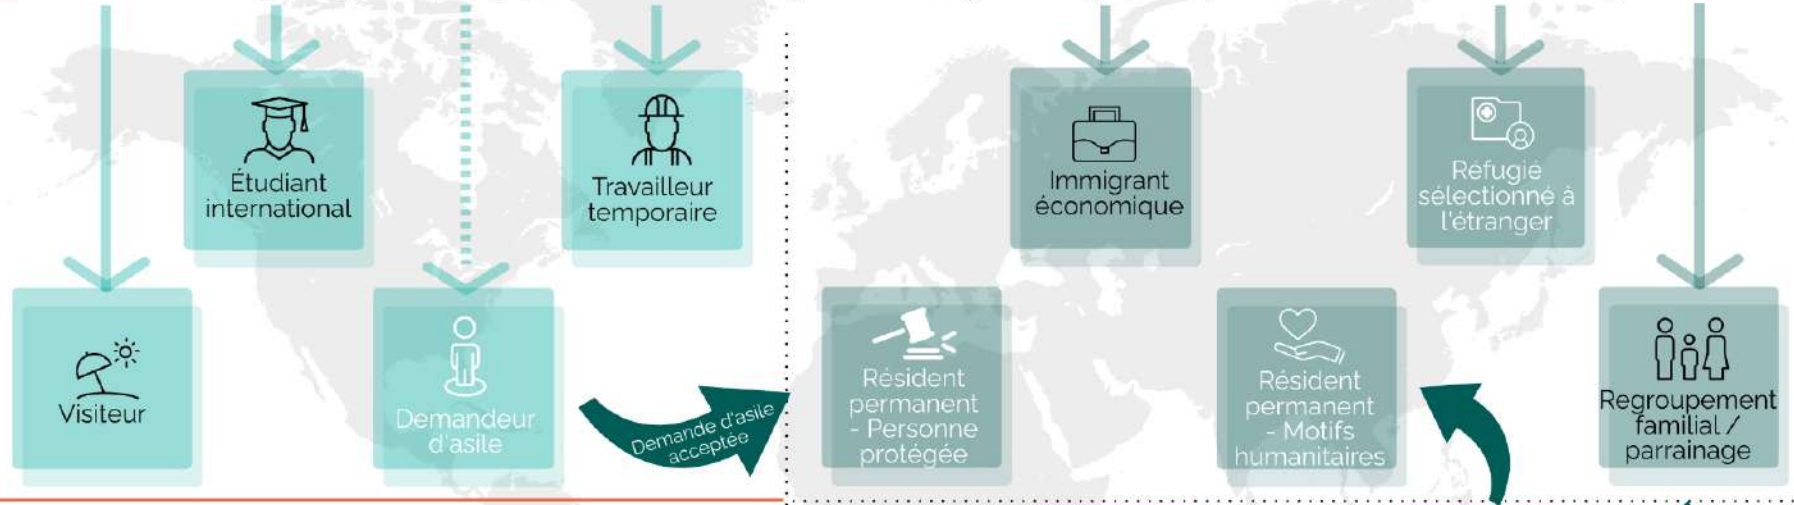 Étudiant
international
Travailleur
temporaire
Immigrant
économique
Réfugié
sélectionné à
l'étranger
Visiteur
Demandeur
d'asile
Demande d'asile
acceptée
Résident
permanent
- Personne
protégée
Résident
permanent
- Motifs
humanitaires
Regroupement
familial /
parrainage